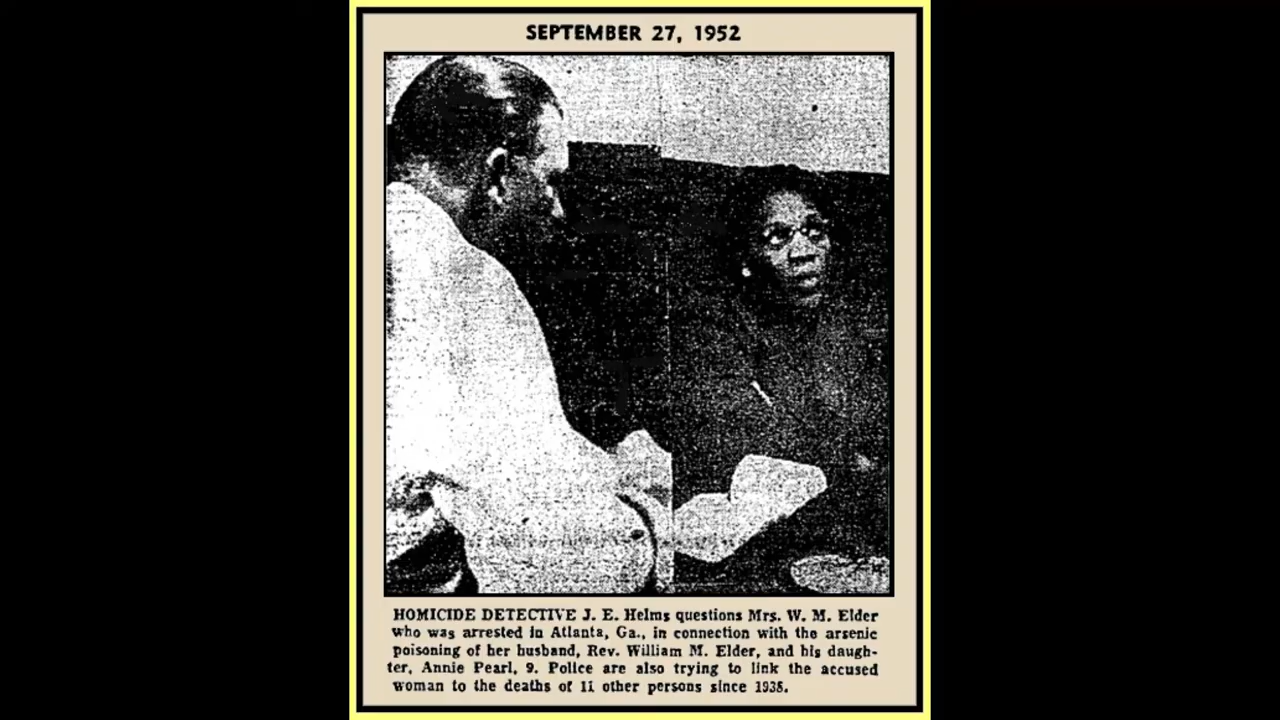 SEPTEMBER 27, 1952
HOMICIDE DETECTIVE J. E. Helms questions Mrs. W. M. Elder
who was arrested in Atlanta, Ga., in connection with the arsenic
poisoning of her husband, Rev. William M. Elder, and his daugh-
ter, Annie Pearl, 9. Police are also trying to link the accused
woman to the deaths of 11 other persons since 1938.